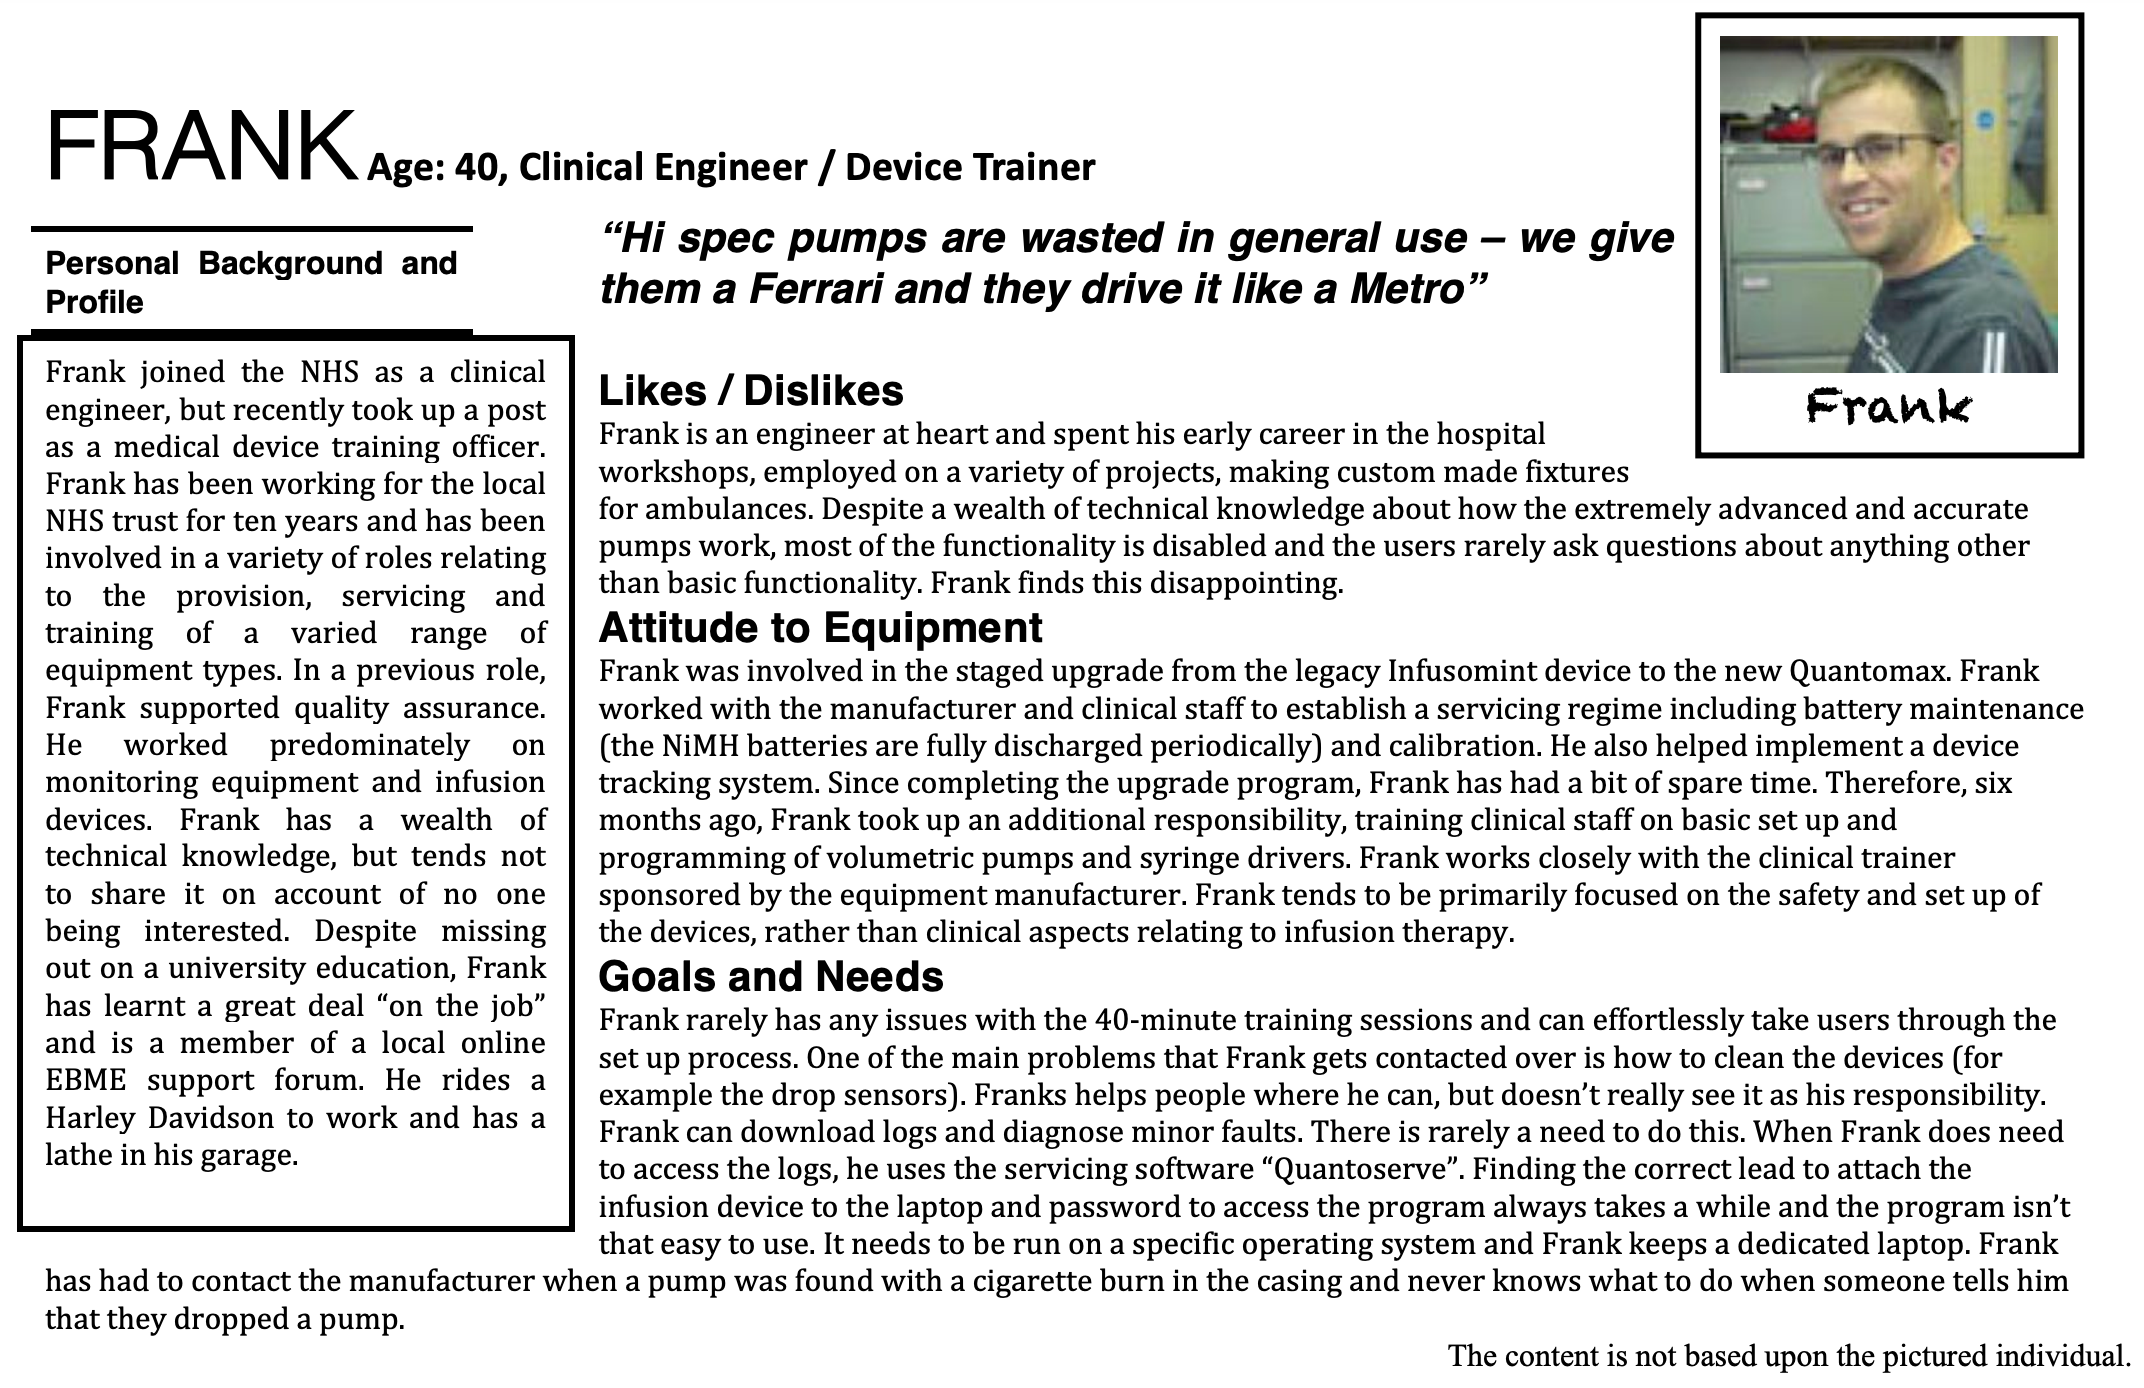 FRANK Age: 40, Clinical Engineer / Device Trainer
Personal Background and
Profile
Frank joined the NHS as a clinical
engineer, but recently took up a post
as a medical device training officer.
Frank has been working for the local
NHS trust for ten years and has been
involved in a variety of roles relating
to the provision, servicing and
training of a varied range of
equipment types. In a previous role,
Frank supported quality assurance.
He worked predominately on
monitoring equipment and infusion
devices. Frank has a wealth of
technical knowledge, but tends not
to share it on account of no one
being interested. Despite missing
out on a university education, Frank
has learnt a great deal “on the job”
and is a member of a local online
EBME support forum. He rides a
Harley Davidson to work and has a
lathe in his garage.
“Hi spec pumps are wasted in general use – we give
them a Ferrari and they drive it like a Metro”
Frank
Likes / Dislikes
Frank is an engineer at heart and spent his early career in the hospital
workshops, employed on a variety of projects, making custom made fixtures
for ambulances. Despite a wealth of technical knowledge about how the extremely advanced and accurate
pumps work, most of the functionality is disabled and the users rarely ask questions about anything other
than basic functionality. Frank finds this disappointing.
Attitude to Equipment
Frank was involved in the staged upgrade from the legacy Infusomint device to the new Quantomax. Frank
worked with the manufacturer and clinical staff to establish a servicing regime including battery maintenance
(the NiMH batteries are fully discharged periodically) and calibration. He also helped implement a device
tracking system. Since completing the upgrade program, Frank has had a bit of spare time. Therefore, six
months ago, Frank took up an additional responsibility, training clinical staff on basic set up and
programming of volumetric pumps and syringe drivers. Frank works closely with the clinical trainer
sponsored by the equipment manufacturer. Frank tends to be primarily focused on the safety and set up of
the devices, rather than clinical aspects relating to infusion therapy.
Goals and Needs
Frank rarely has any issues with the 40-minute training sessions and can effortlessly take users through the
set up process. One of the main problems that Frank gets contacted over is how to clean the devices (for
example the drop sensors). Franks helps people where he can, but doesn’t really see it as his responsibility.
Frank can download logs and diagnose minor faults. There is rarely a need to do this. When Frank does need
to access the logs, he uses the servicing software “Quantoserve”. Finding the correct lead to attach the
infusion device to the laptop and password to access the program always takes a while and the program isn’t
that easy to use. It needs to be run on a specific operating system and Frank keeps a dedicated laptop. Frank
has had to contact the manufacturer when a pump was found with a cigarette burn in the casing and never knows what to do when someone tells him
that they dropped a pump.
The content is not based upon the pictured individual.